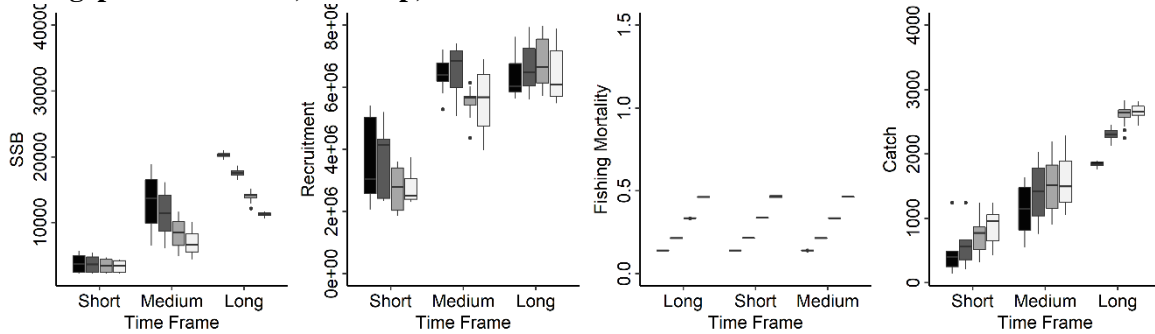 SSB
40000
30000
20000
10000
Short Medium Long
Time Frame
Recruitment
8e+06
6e+06
4e+06
2e+06
0e+00
Short Medium Long
Time Frame
Fishing Mortality
1.5
1.0
0.5
0.0
Long Short Medium
Time Frame
Catch
4000
3000
2000
1000
0
Short Medium Long
Time Frame